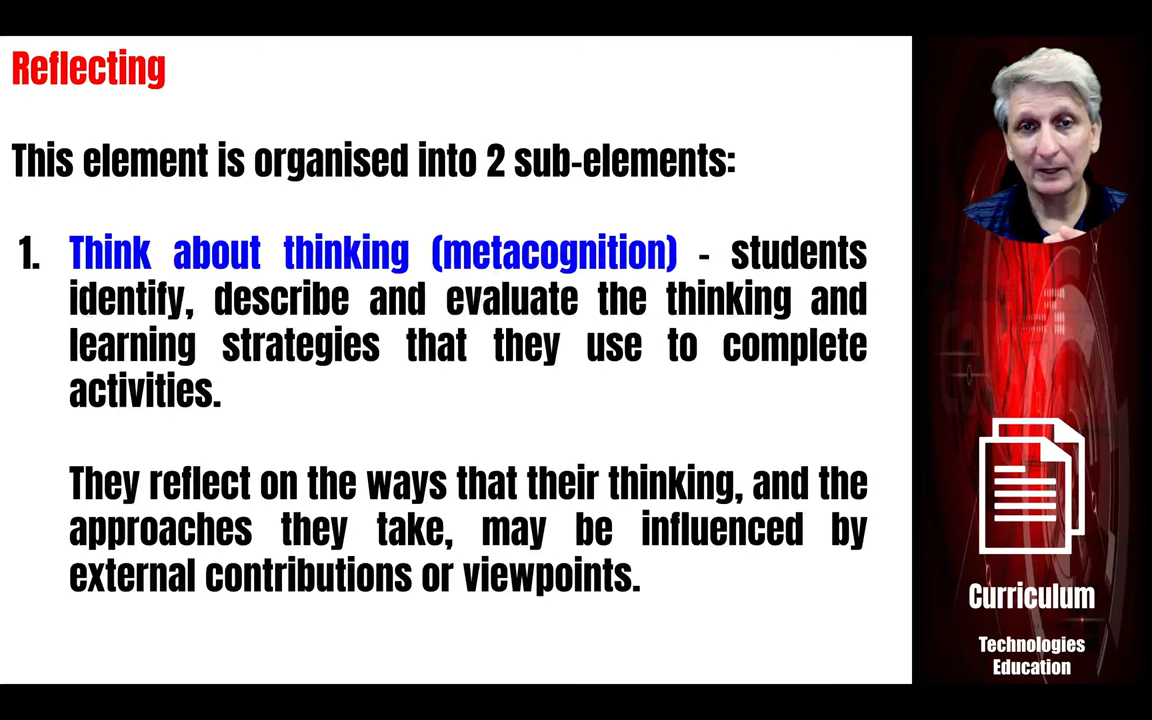 Reflecting
This element is organised into 2 sub-elements:
1. Think about thinking (metacognition) - students
identify, describe and evaluate the thinking and
learning strategies that they use to complete
activities.
They reflect on the ways that their thinking, and the
approaches they take, may be influenced by
external contributions or viewpoints.
Curriculum
Technologies
Education